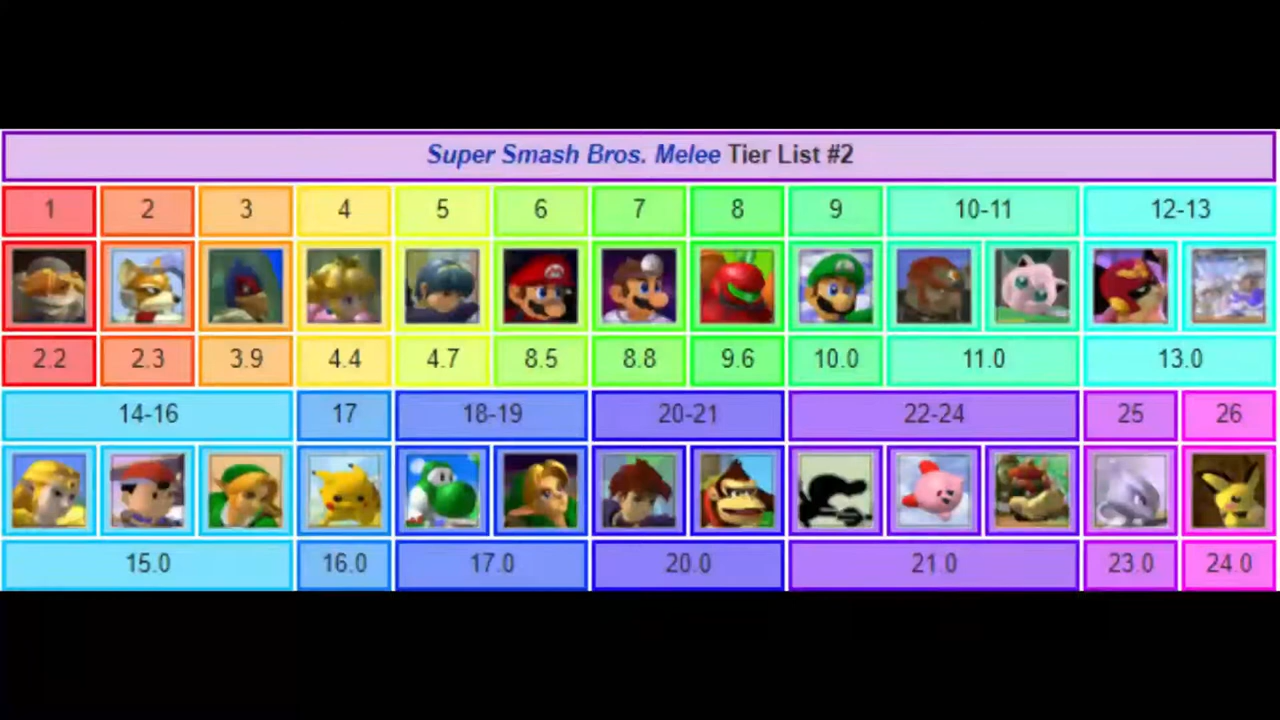 Super Smash Bros. Melee Tier List #2
1 2 3 4 5 6 7 8 9 10-11 12-13
2.2 2.3 3.9 4.4 4.7 8.5 8.8 9.6 10.0 11.0 13.0
14-16 17 18-19 20-21 22-24 25 26
15.0 16.0 17.0 20.0 21.0 23.0 24.0